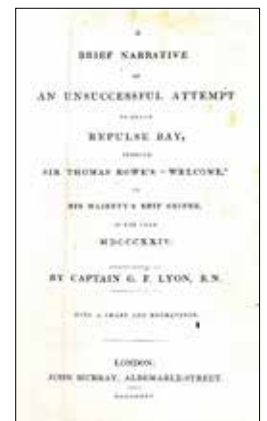 A
BRIEF NARRATIVE
OF
AN UNSUCCESSFUL ATTEMPT
TO REACH
REPULSE BAY,
THROUGH
SIR THOMAS ROWE'S "WELCOME,"
IN
HIS MAJESTY'S SHIP GRIPER,
IN THE YEAR
MDCCCXXIV.
BY CAPTAIN G. F. LYON, R.N.
WITH A CHART AND ENGRAVINGS.
LONDON:
JOHN MURRAY, ALBEMARLE-STREET.